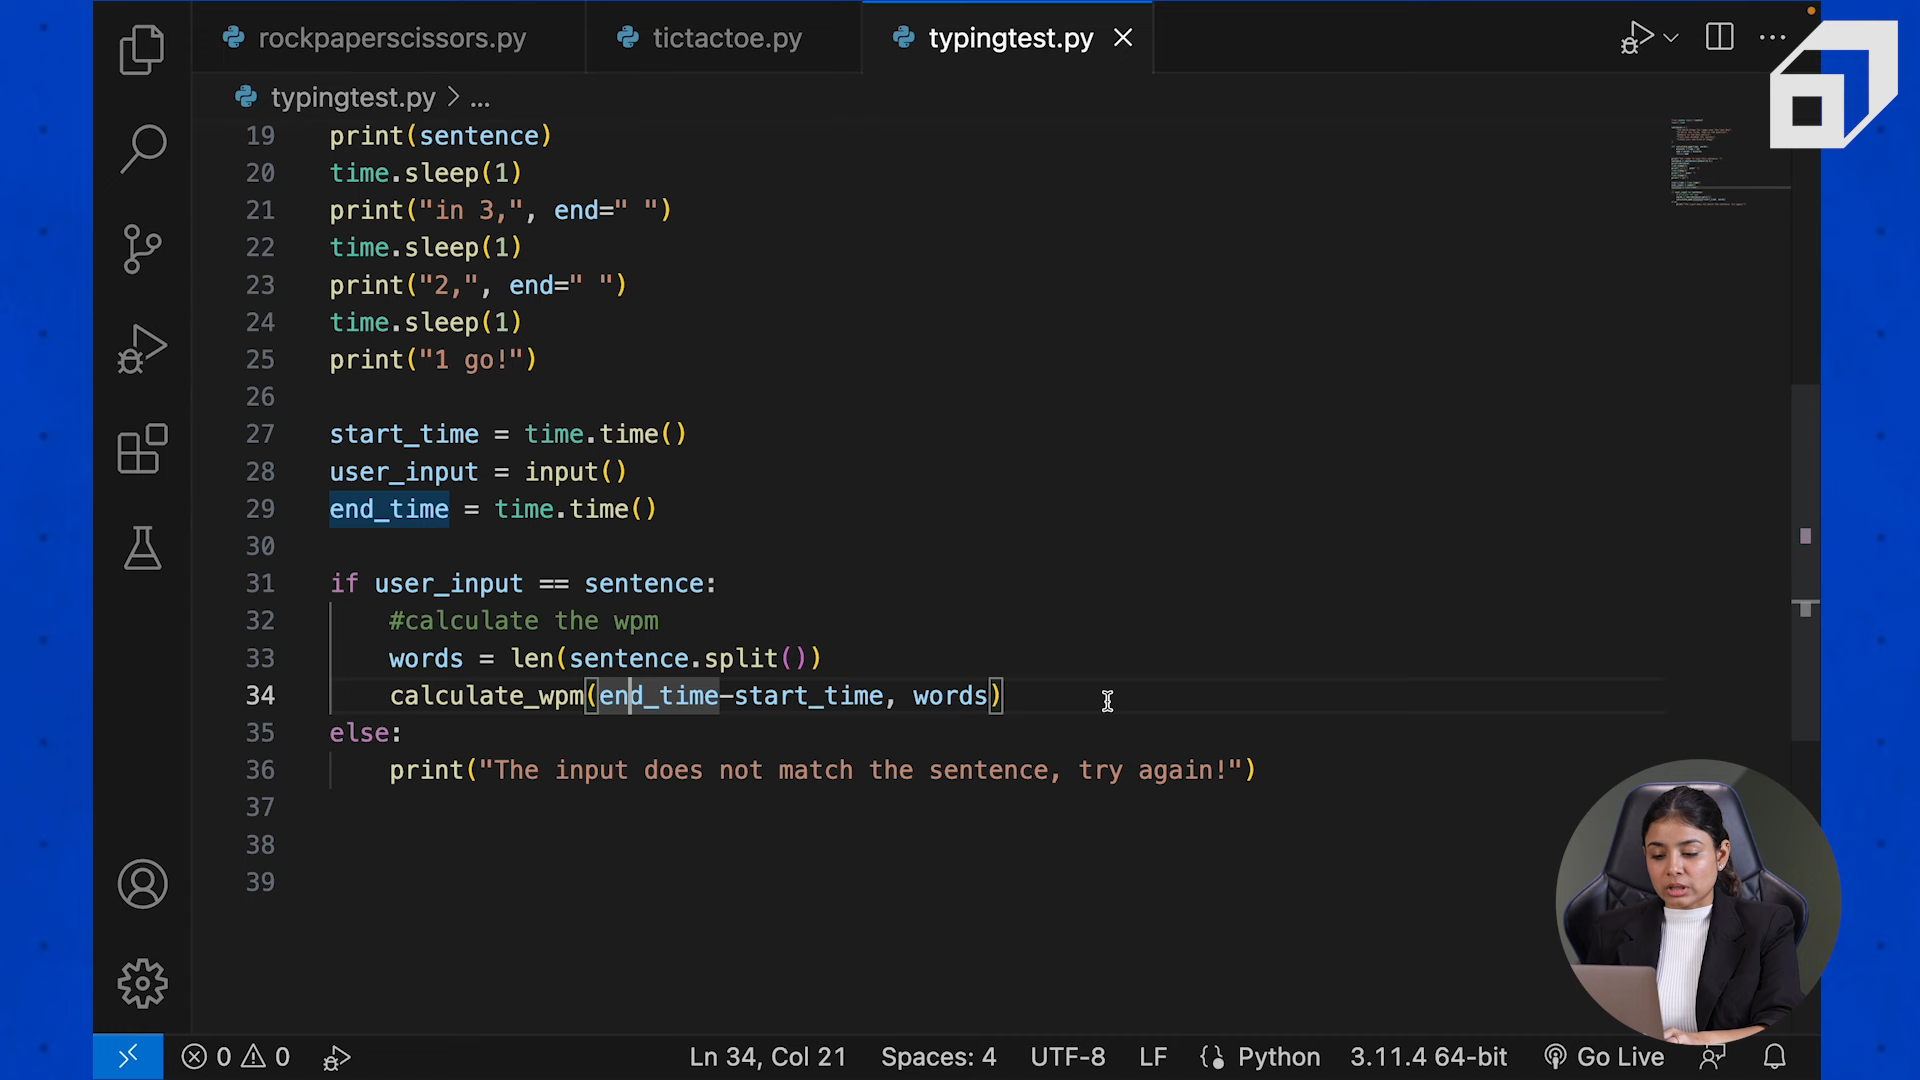 rockpaperscissors.py
tictactoe.py
typingtest.py
typingtest.py > ...
19 print(sentence)
20 time.sleep(1)
21 print("in 3,", end=" ")
22 time.sleep(1)
23 print("2,", end=" ")
24 time.sleep(1)
25 print("1 go!")
26
27 start_time = time.time()
28 user_input = input()
29 end_time = time.time()
30
31 if user_input == sentence:
32 #calculate the wpm
33 words = len(sentence.split())
34 calculate_wpm(end_time-start_time, words)
35 else:
36 print("The input does not match the sentence, try again!")
37
38
39
0 0 Ln 34, Col 21 Spaces: 4 UTF-8 LF Python 3.11.4 64-bit Go Live